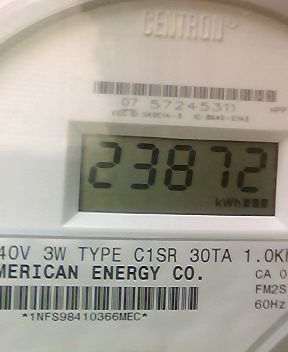 CENTRON
07 57245311
23872
kWh
40V 3W TYPE C1SR 30TA 1.0K
MERICAN ENERGY CO. CA 0
FM2S
60Hz
*1NFS98410366MEC*